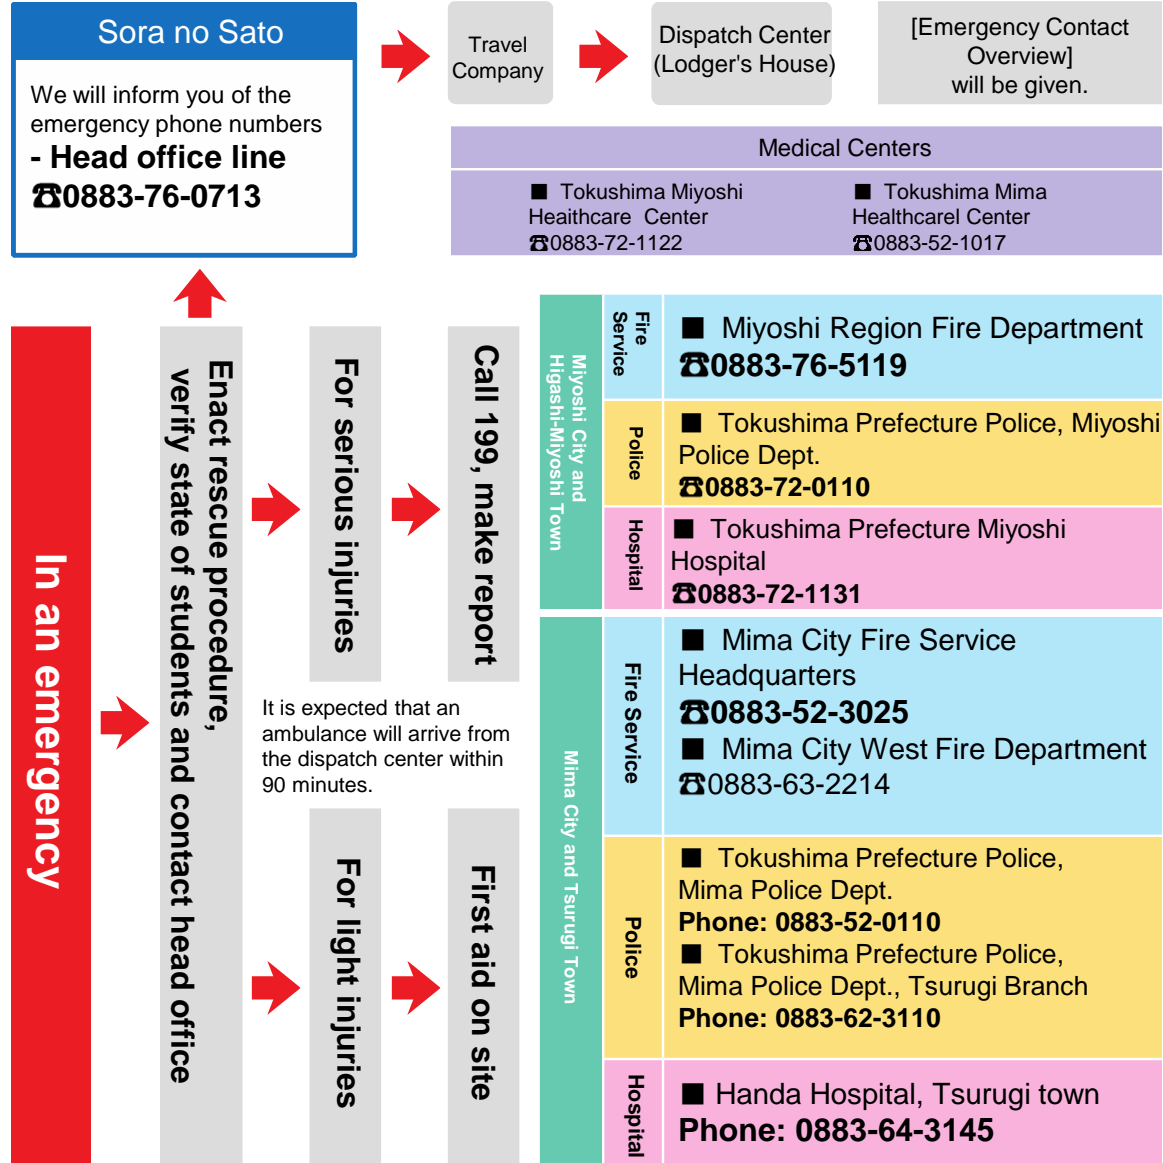 Sora no Sato
We will inform you of the
emergency phone numbers
- Head office line
☎0883-76-0713
Travel
Company
Dispatch Center
(Lodger's House)
[Emergency Contact
Overview]
will be given.
Medical Centers
■ Tokushima Miyoshi
Heaithcare Center
☎0883-72-1122
■ Tokushima Mima
Healthcarel Center
☎0883-52-1017
In an emergency
Enact rescue procedure,
verify state of students and contact head office
For serious injuries
Call 199, make report
It is expected that an
ambulance will arrive from
the dispatch center within
90 minutes.
For light injuries
First aid on site
Miyoshi City and
Higashi-Miyoshi Town
Fire
Service
■ Miyoshi Region Fire Department
☎0883-76-5119
Police
■ Tokushima Prefecture Police, Miyoshi
Police Dept.
☎0883-72-0110
Hospital
■ Tokushima Prefecture Miyoshi
Hospital
☎0883-72-1131
Mima City and Tsurugi Town
Fire Service
■ Mima City Fire Service
Headquarters
☎0883-52-3025
■ Mima City West Fire Department
☎0883-63-2214
Police
■ Tokushima Prefecture Police,
Mima Police Dept.
Phone: 0883-52-0110
■ Tokushima Prefecture Police,
Mima Police Dept., Tsurugi Branch
Phone: 0883-62-3110
Hospital
■ Handa Hospital, Tsurugi town
Phone: 0883-64-3145